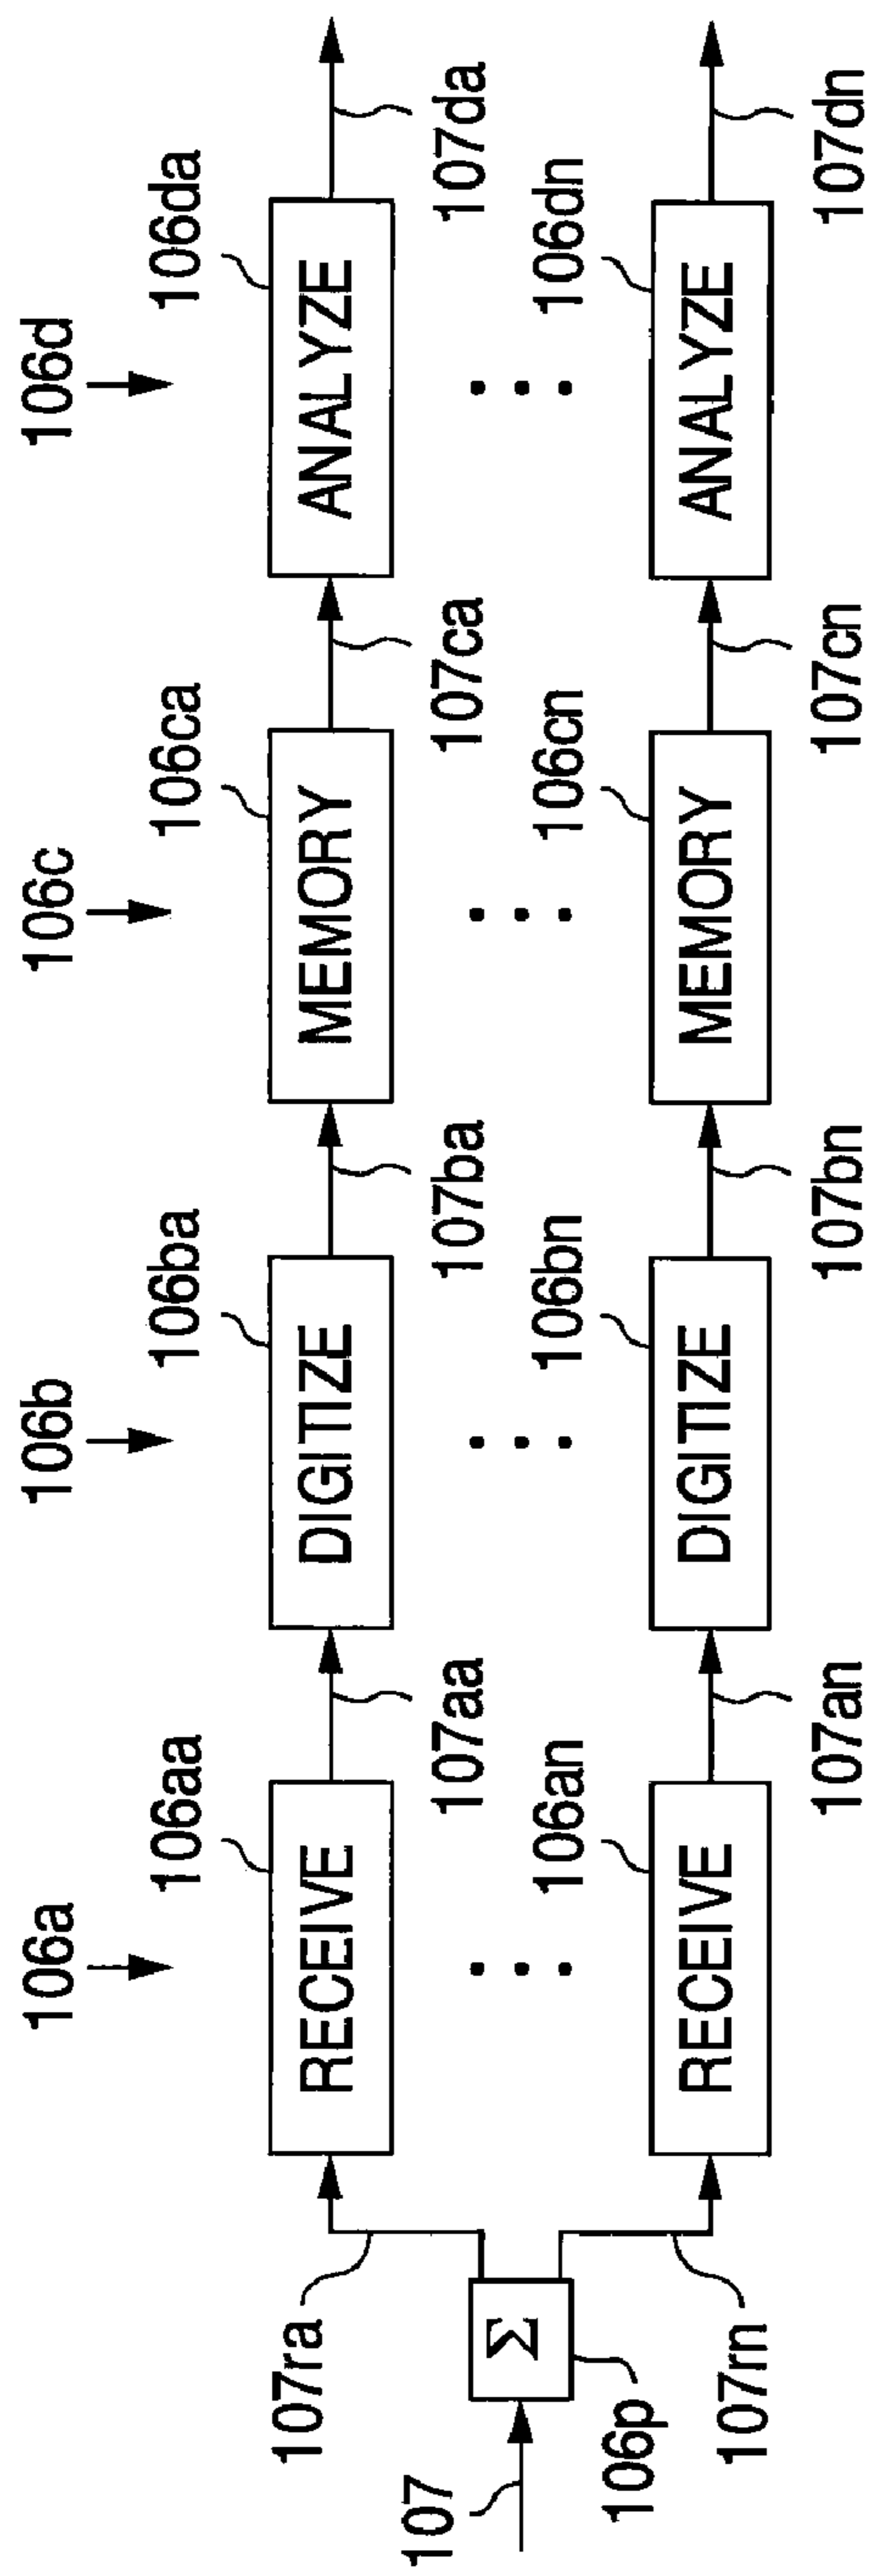 106a
106b
106c
106d
106aa
106ba
106ca
106da
RECEIVE
DIGITIZE
MEMORY
ANALYZE
107ra
107aa
107ba
107ca
107da
107
Σ
106p
106an
106bn
106cn
106dn
RECEIVE
DIGITIZE
MEMORY
ANALYZE
107rn
107an
107bn
107cn
107dn